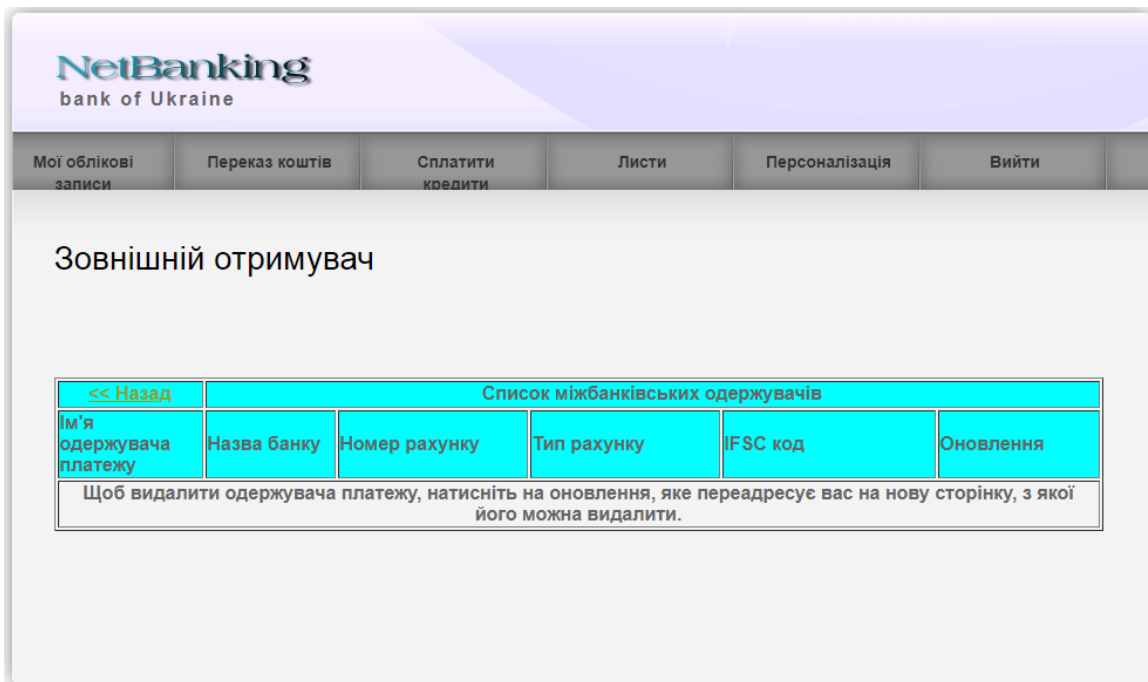 NetBanking
bank of Ukraine
Мої облікові записи
Переказ коштів
Сплатити кредити
Листи
Персоналізація
Вийти
Зовнішній отримувач
<< Назад
Список міжбанківських одержувачів
Ім'я одержувача платежу
Назва банку
Номер рахунку
Тип рахунку
IFSC код
Оновлення
Щоб видалити одержувача платежу, натисніть на оновлення, яке переадресує вас на нову сторінку, з якої
його можна видалити.